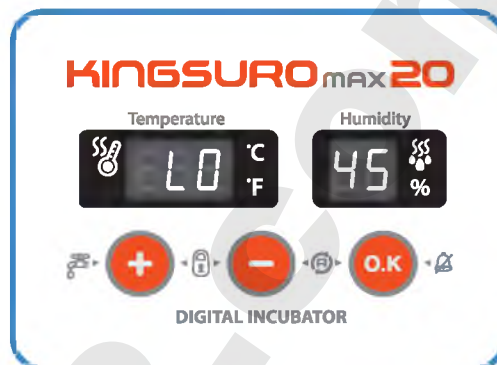 KINGSURO max 20
Temperature Humidity
LO °C °F 45 %
+ - O.K
DIGITAL INCUBATOR